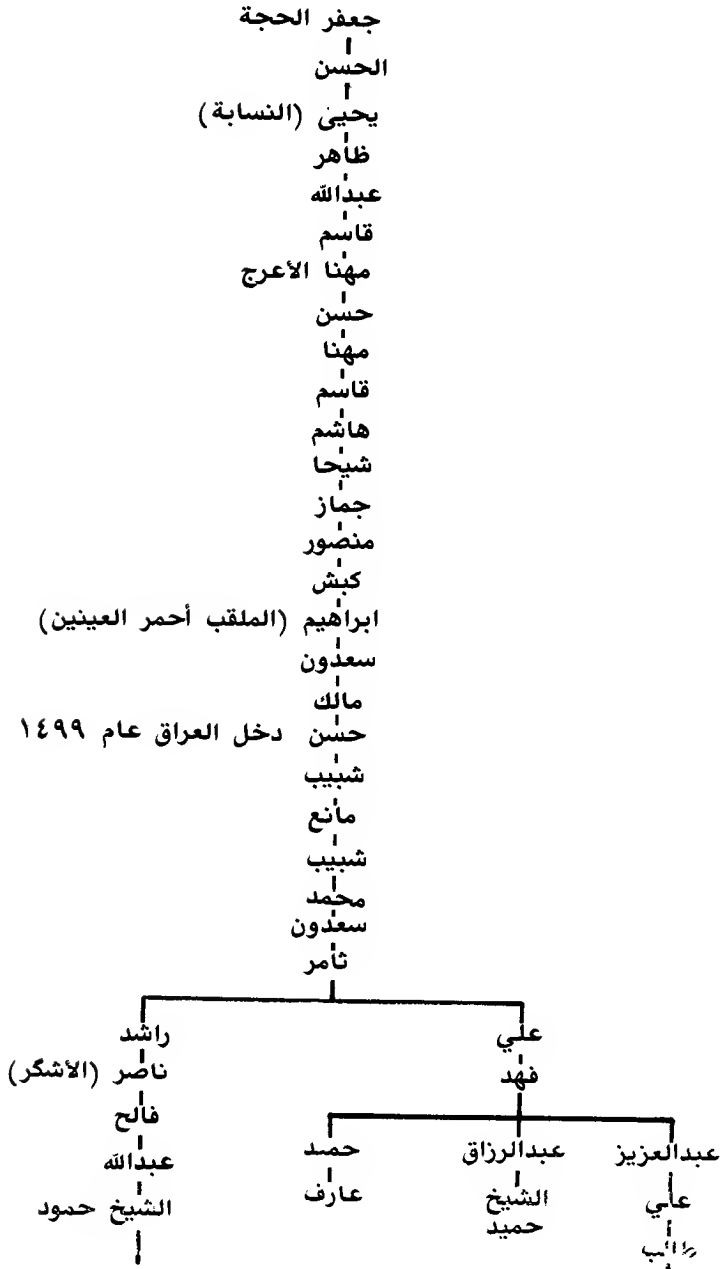 جعفر الحجة
الحسن
يحيىٰ (النسابة)
ظاهر
عبدالله
قاسم
مهنا الأعرج
حسن
مهنا
قاسم
هاشم
شيحا
جماز
منصور
كبش
ابراهيم (الملقب أحمر العينين)
سعدون
مالك
حسن دخل العراق عام ١٤٩٩
شبيب
مانع
شبيب
محمد
سعدون
ثامر
علي راشد
فهد ناصر (الأشگر)
فالح
عبدالعزيز عبدالرزاق حمد عبدالله
علي الشيخ عارف الشيخ حمود
حميد
طالب